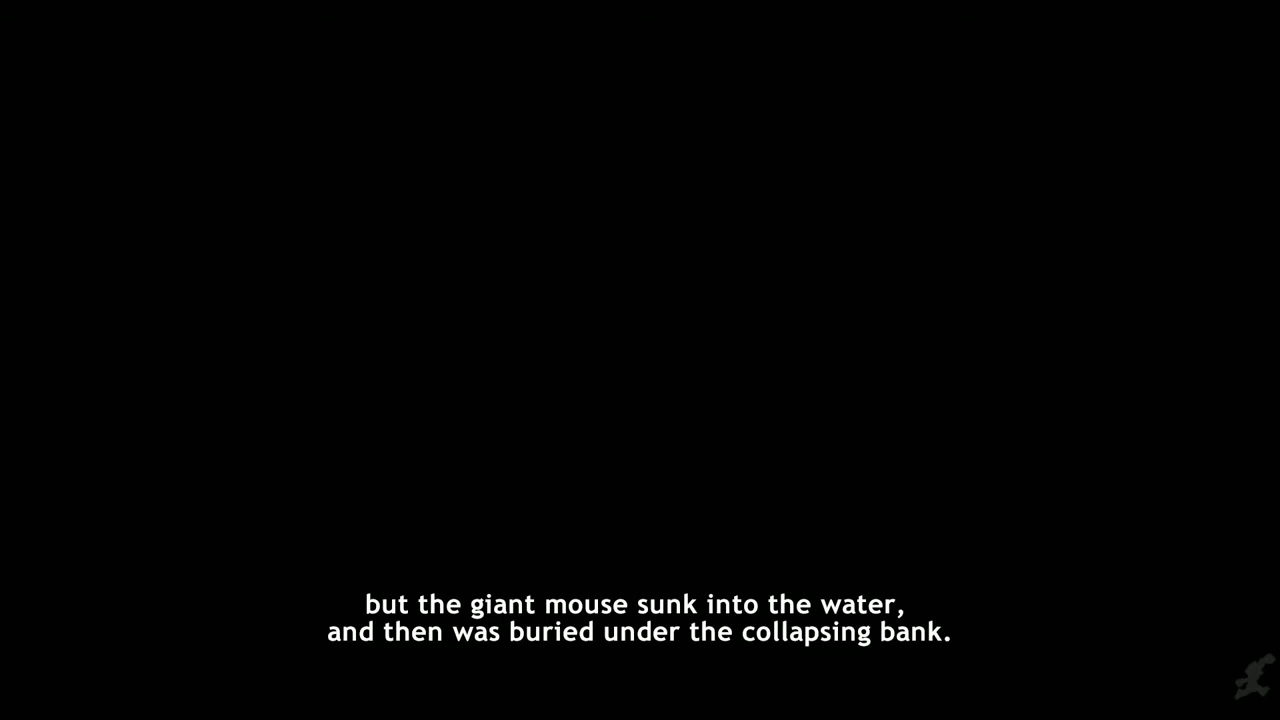 but the giant mouse sunk into the water,
and then was buried under the collapsing bank.